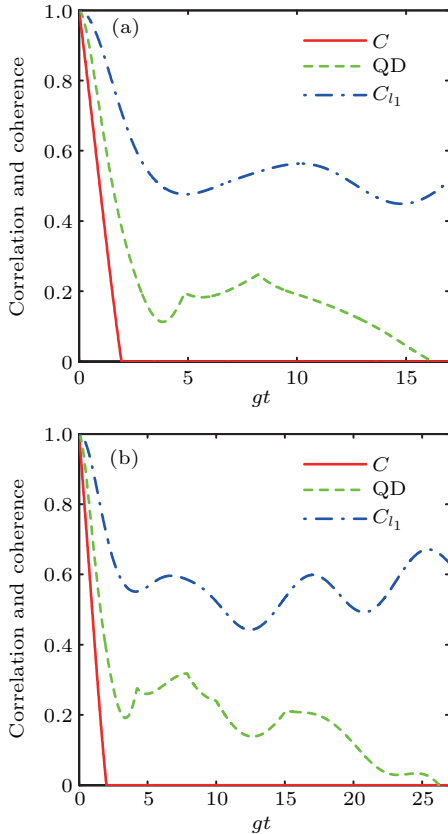 (a)
C
QD
C_{l_1}
Correlation and coherence
1.0
0.8
0.6
0.4
0.2
0
0 5 10 15
gt
(b)
C
QD
C_{l_1}
Correlation and coherence
1.0
0.8
0.6
0.4
0.2
0
0 5 10 15 20 25
gt